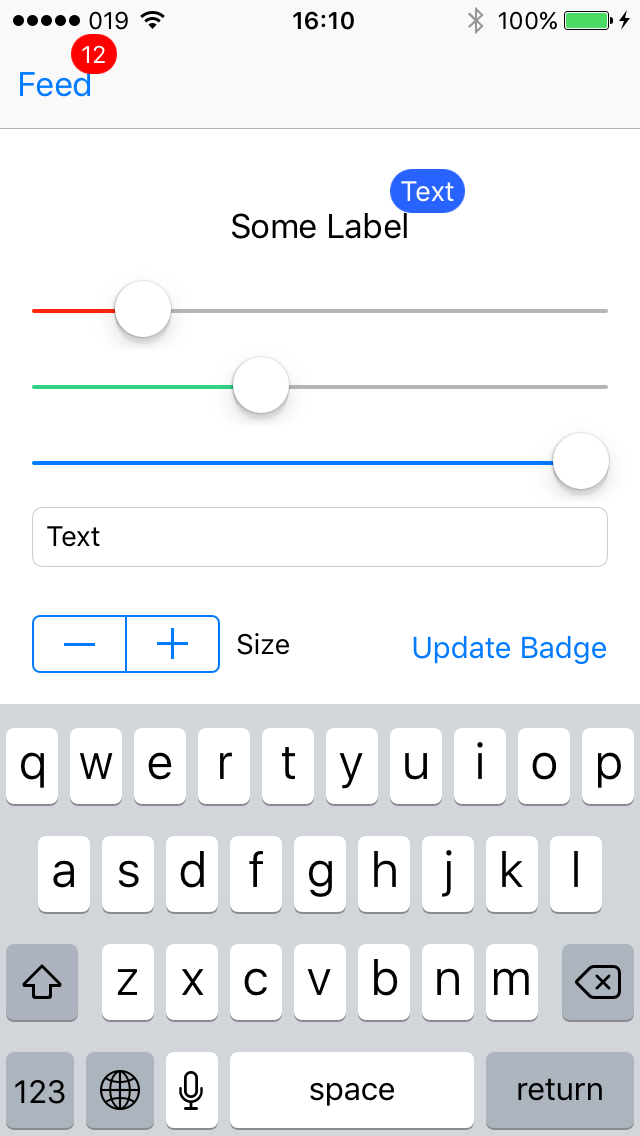 019 16:10 100%
12
Feed
Text
Some Label
Text
Size Update Badge
q w e r t y u i o p
a s d f g h j k l
z x c v b n m
123 space return